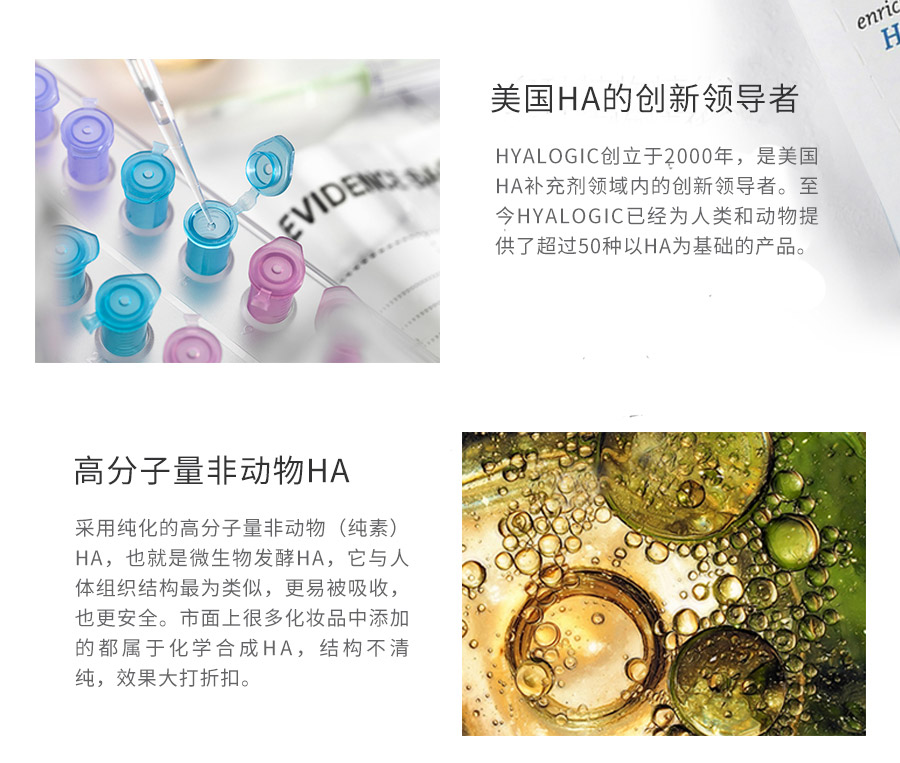 enric
H
美国HA的创新领导者
HYALOGIC创立于2000年，是美国
HA补充剂领域内的创新领导者。至
今HYALOGIC已经为人类和动物提
供了超过50种以HA为基础的产品。
EVIDENCE
高分子量非动物HA
采用纯化的高分子量非动物（纯素）
HA，也就是微生物发酵HA，它与人
体组织结构最为类似，更易被吸收，
也更安全。市面上很多化妆品中添加
的都属于化学合成HA，结构不清
纯，效果大打折扣。